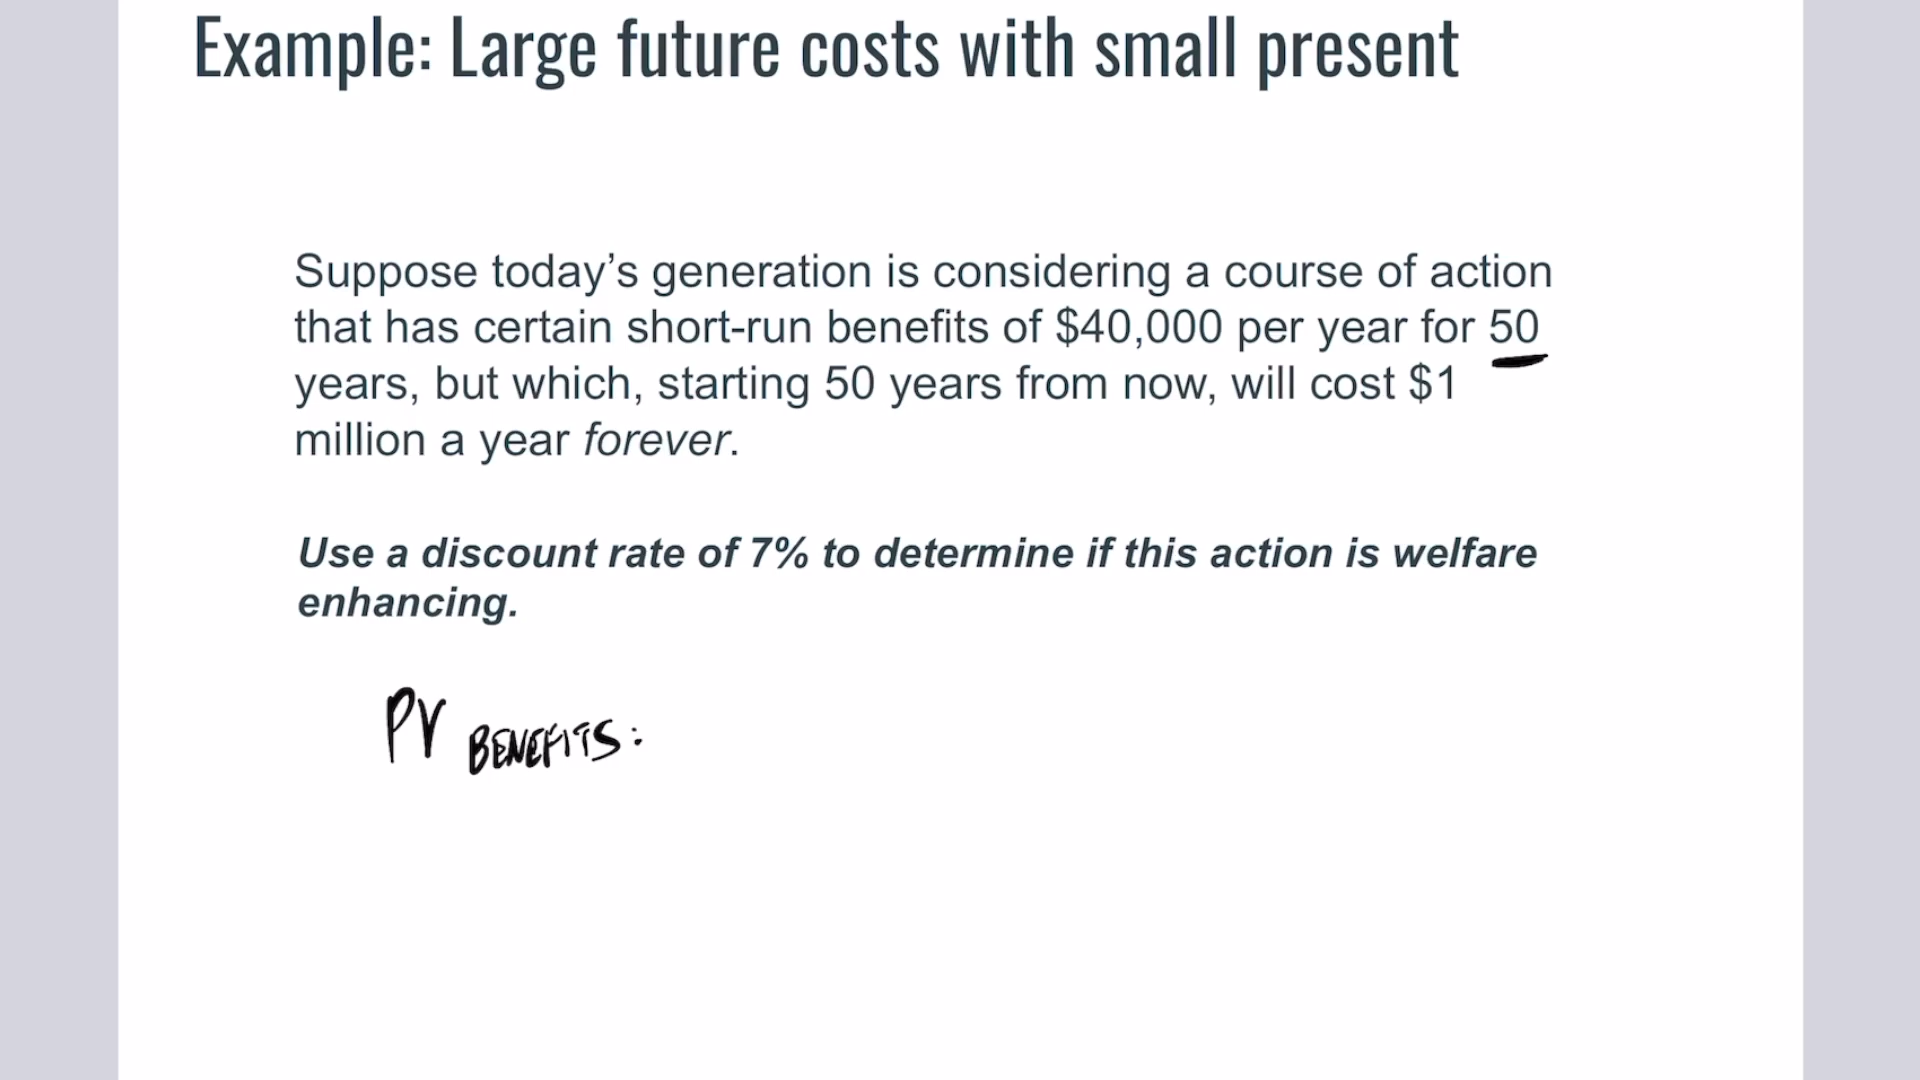 Example: Large future costs with small present
Suppose today’s generation is considering a course of action
that has certain short-run benefits of $40,000 per year for 50
years, but which, starting 50 years from now, will cost $1
million a year forever.
Use a discount rate of 7% to determine if this action is welfare
enhancing.
PV BENEFITS: